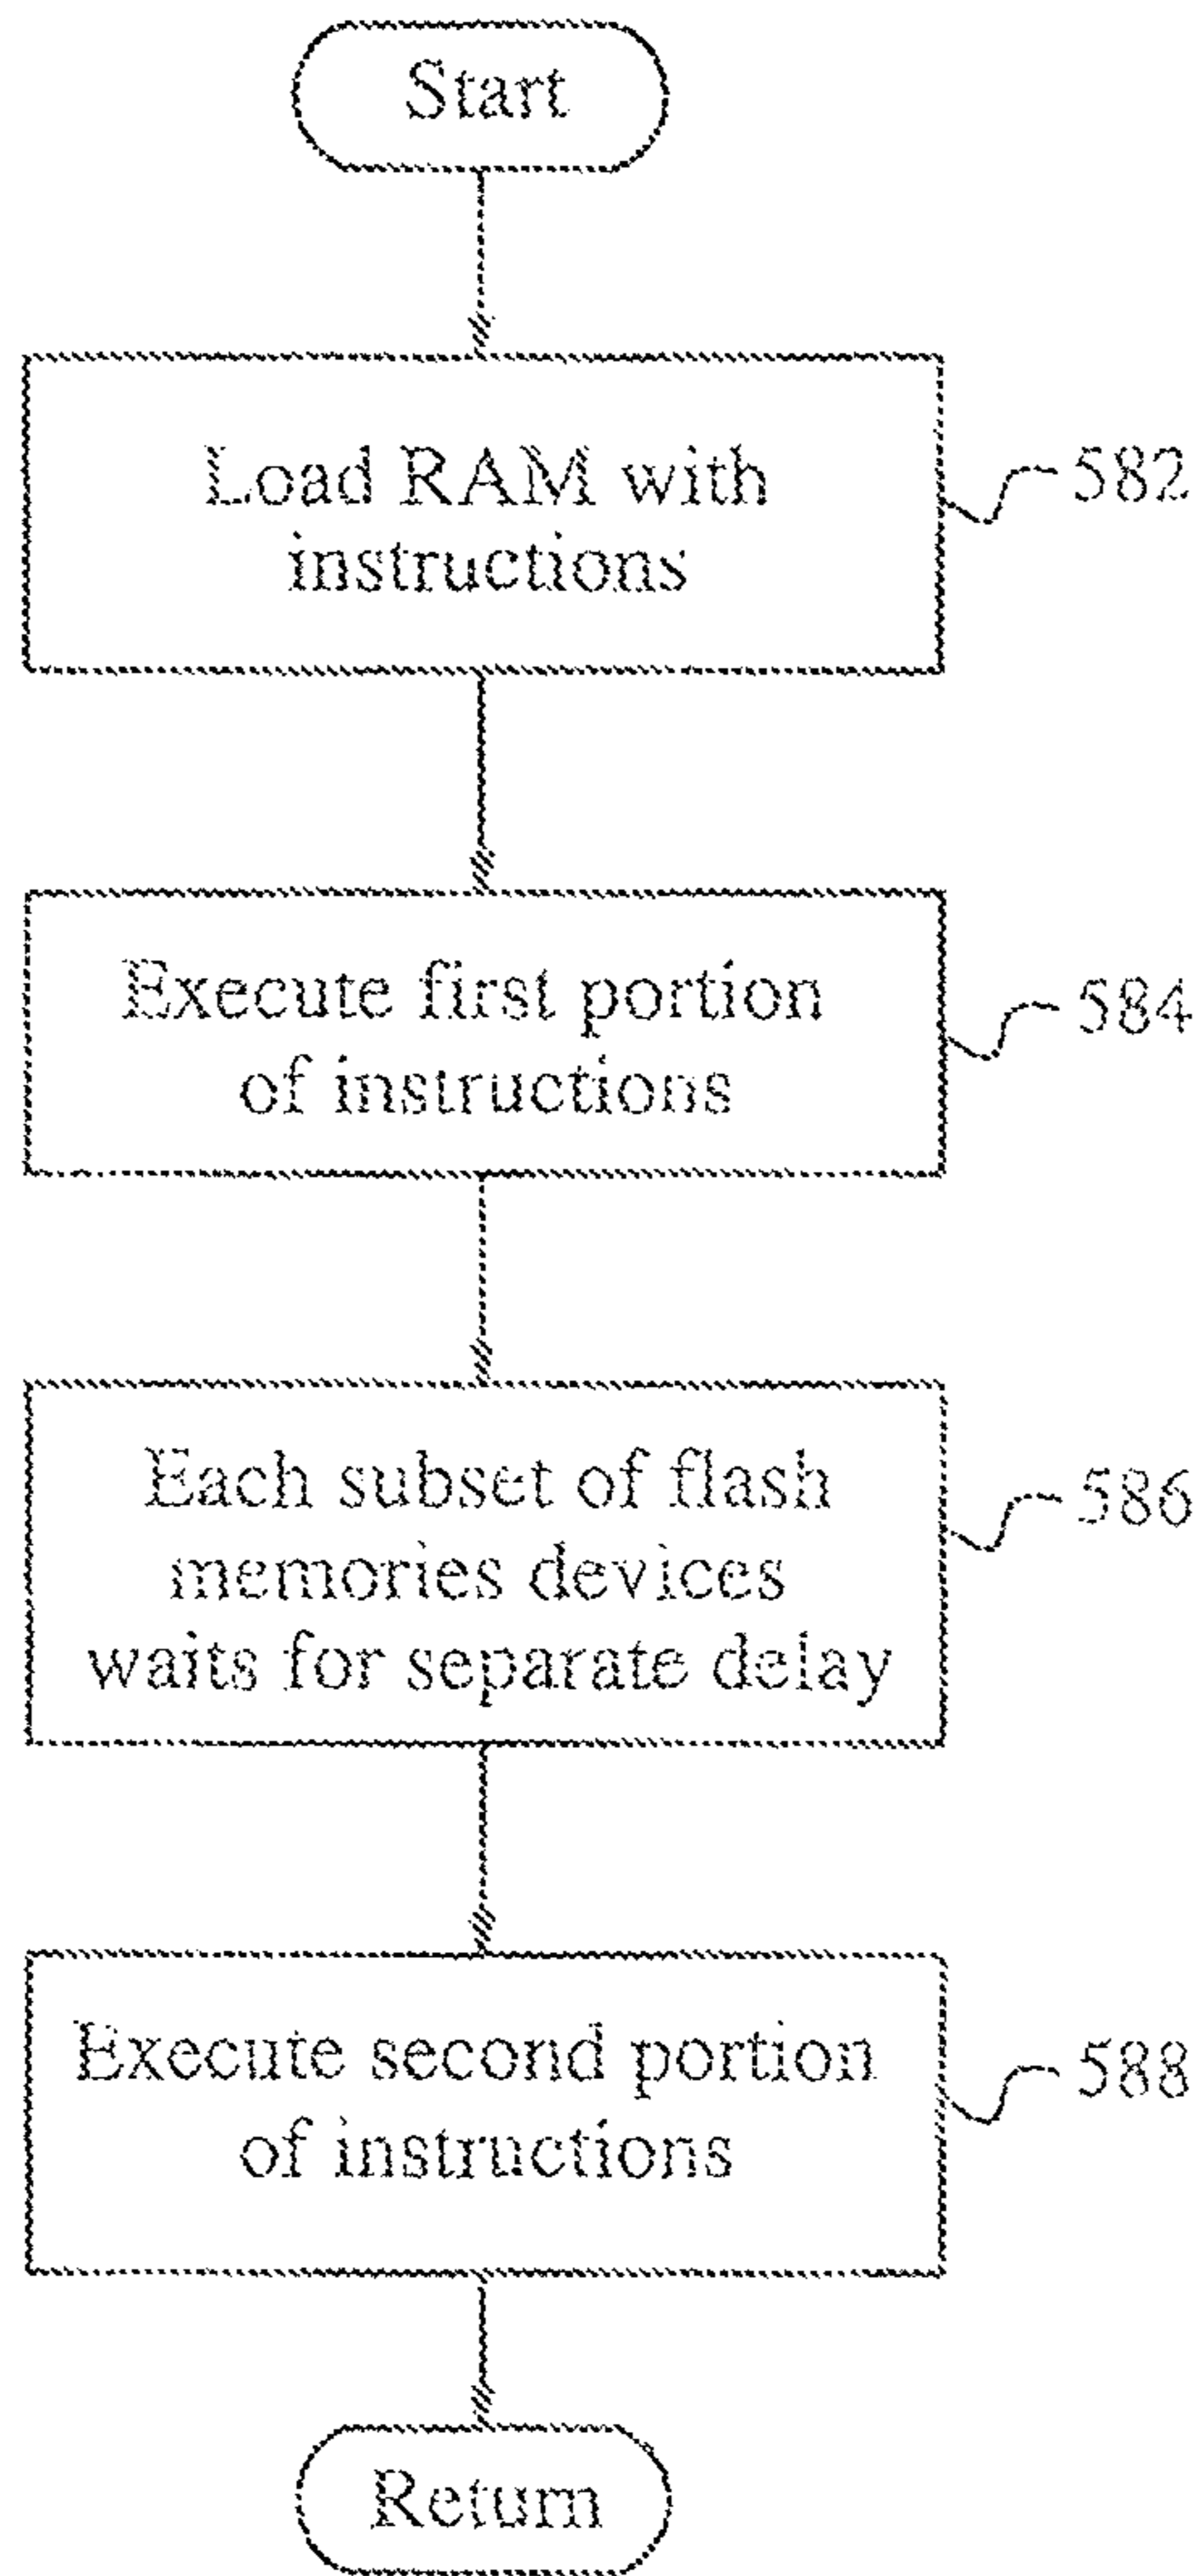 Start
Load RAM with
instructions
582
Execute first portion
of instructions
584
Each subset of flash
memories devices
waits for separate delay
586
Execute second portion
of instructions
588
Return